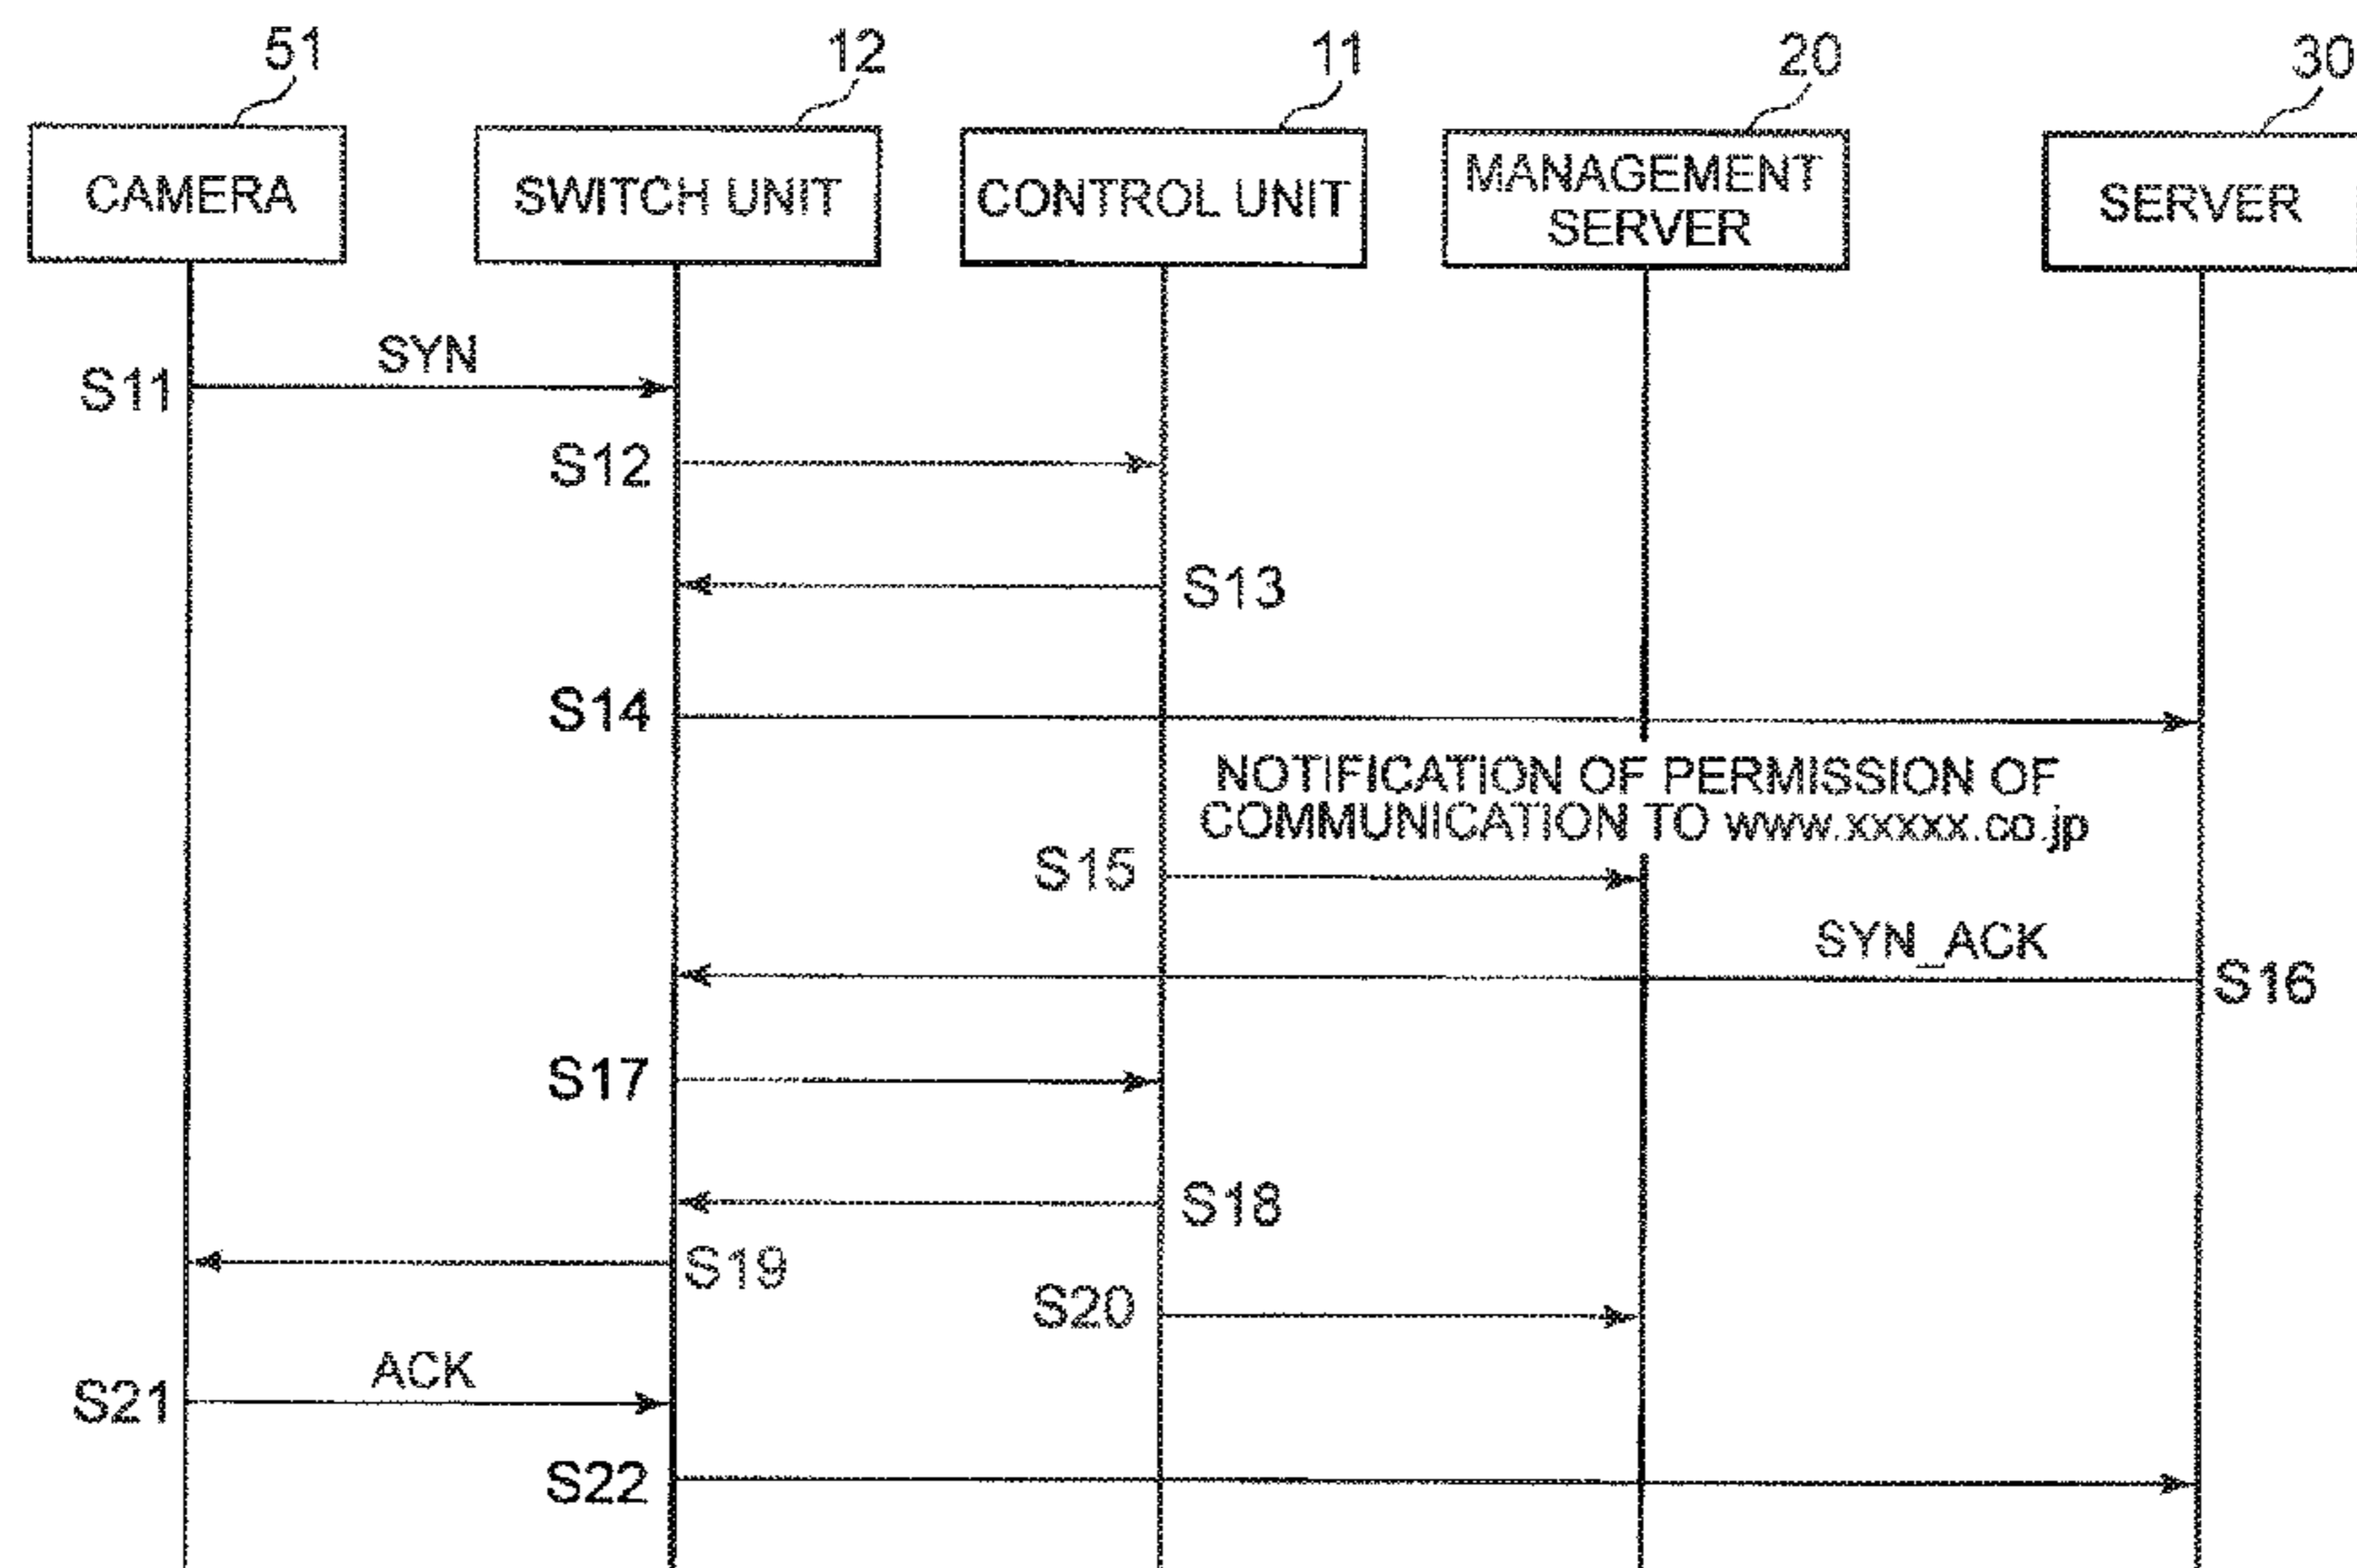 51
12
11
20
30
CAMERA
SWITCH UNIT
CONTROL UNIT
MANAGEMENT
SERVER
SERVER
SYN
S11
S12
S13
S14
NOTIFICATION OF PERMISSION OF
COMMUNICATION TO www.xxxxx.co.jp
S15
SYN_ACK
S16
S17
S18
S19
S20
ACK
S21
S22